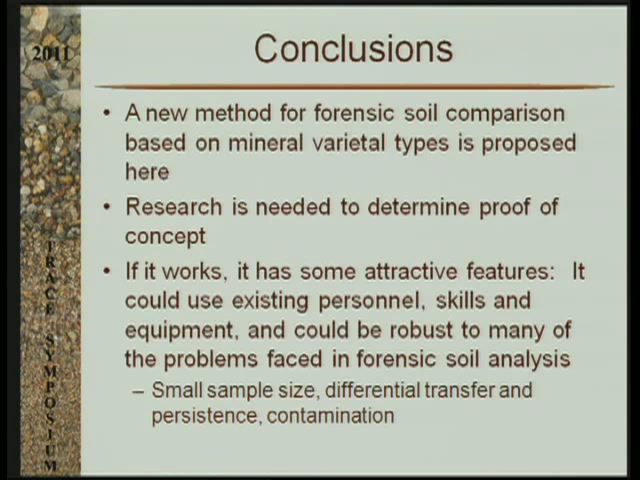 2011
Conclusions
• A new method for forensic soil comparison
based on mineral varietal types is proposed
here
• Research is needed to determine proof of
concept
• If it works, it has some attractive features: It
could use existing personnel, skills and
equipment, and could be robust to many of
the problems faced in forensic soil analysis
– Small sample size, differential transfer and
persistence, contamination
TRACE SYMPOSIUM